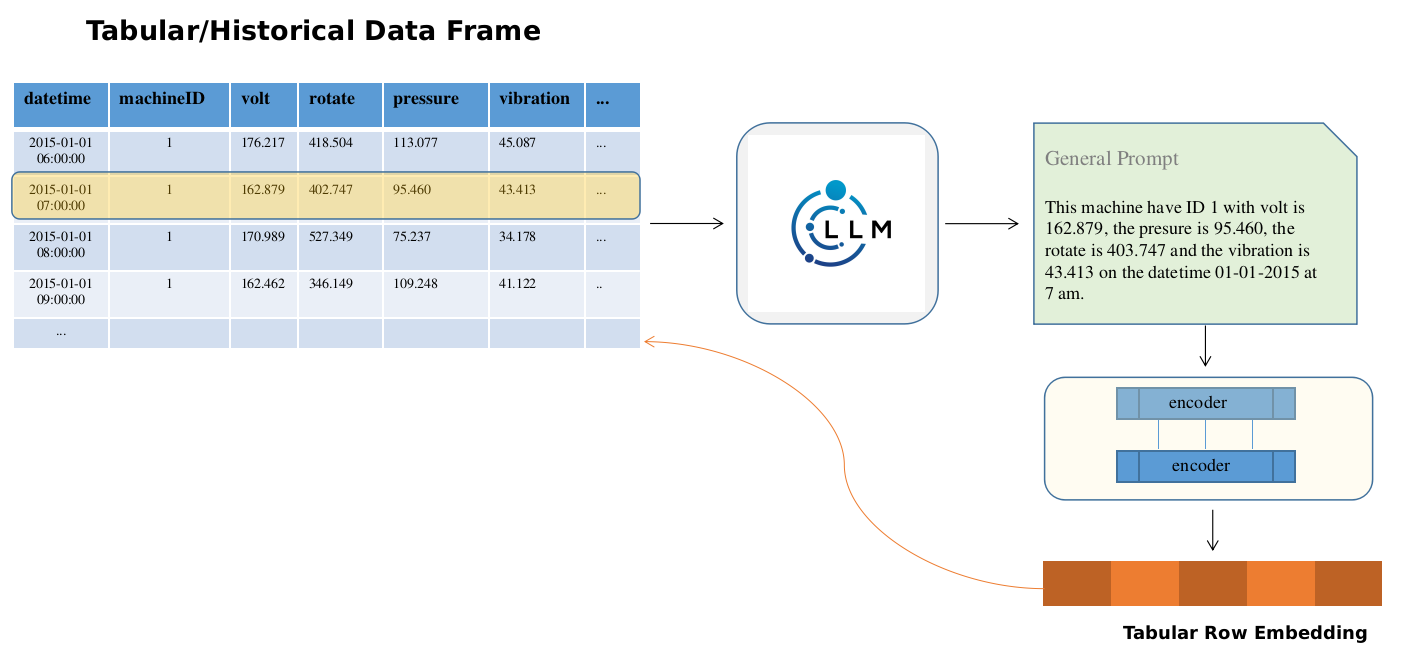 Tabular/Historical Data Frame
datetime machineID volt rotate pressure vibration ...
2015-01-01 06:00:00 1 176.217 418.504 113.077 45.087 ...
2015-01-01 07:00:00 1 162.879 402.747 95.460 43.413 ...
2015-01-01 08:00:00 1 170.989 527.349 75.237 34.178 ...
2015-01-01 09:00:00 1 162.462 346.149 109.248 41.122 ..
...
LLM
General Prompt
This machine have ID 1 with volt is
162.879, the presure is 95.460, the
rotate is 403.747 and the vibration is
43.413 on the datetime 01-01-2015 at
7 am.
encoder
encoder
Tabular Row Embedding